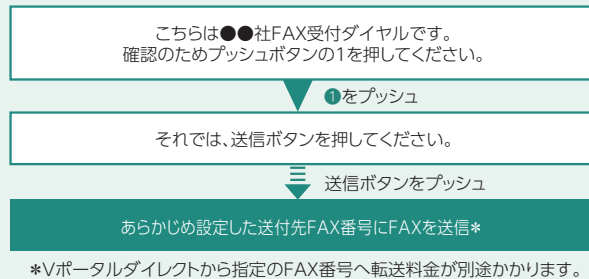 こちらは●●社FAX受付ダイヤルです。
確認のためプッシュボタンの1を押してください。
❶をプッシュ
それでは、送信ボタンを押してください。
送信ボタンをプッシュ
あらかじめ設定した送付先FAX番号にFAXを送信*
*Vポータルダイレクトから指定のFAX番号へ転送料金が別途かかります。